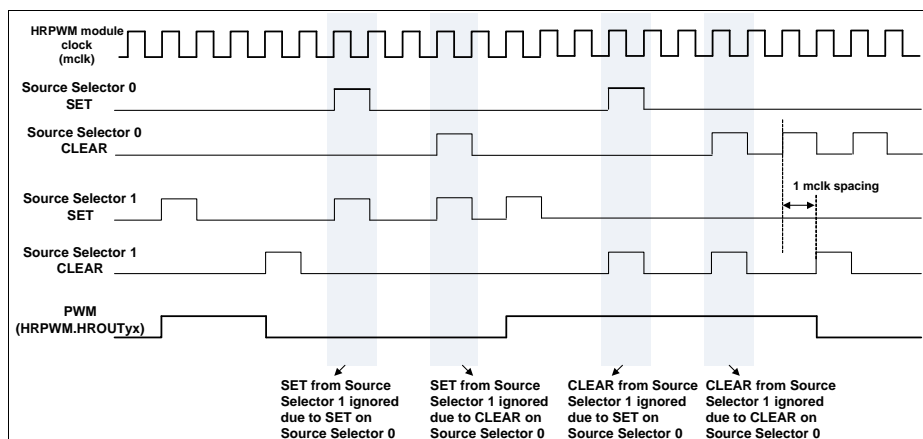 HRPWM module
clock
(mclk)
Source Selector 0
SET
Source Selector 0
CLEAR
1 mclk spacing
Source Selector 1
SET
Source Selector 1
CLEAR
PWM
(HRPWM.HROUTyx)
SET from Source
Selector 1 ignored
due to SET on
Source Selector 0
SET from Source
Selector 1 ignored
due to CLEAR on
Source Selector 0
CLEAR from Source
Selector 1 ignored
due to SET on
Source Selector 0
CLEAR from Source
Selector 1 ignored
due to CLEAR on
Source Selector 0